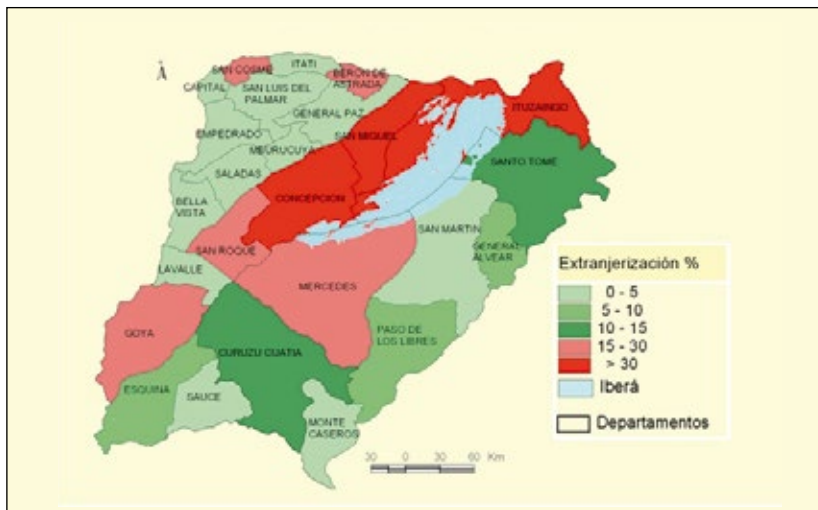 SAN COSME
ITATI
BERON DE
ASTRADA
CAPITAL
SAN LUIS DEL
PALMAR
GENERAL PAZ
ITUZAINGO
EMPEDRADO
SAN MIGUEL
MBURUCUYA
SANTO TOME
SALADAS
CONCEPCION
BELLA
VISTA
SAN MARTIN
SAN ROQUE
GENERAL
ALVEAR
LAVALLE
MERCEDES
GOYA
PASO DE
LOS LIBRES
CURUZU CUATIA
ESQUINA
SAUCE
MONTE
CASEROS
Extranjerización %
0 - 5
5 - 10
10 - 15
15 - 30
> 30
Iberá
Departamentos
30 0 30 60 Km